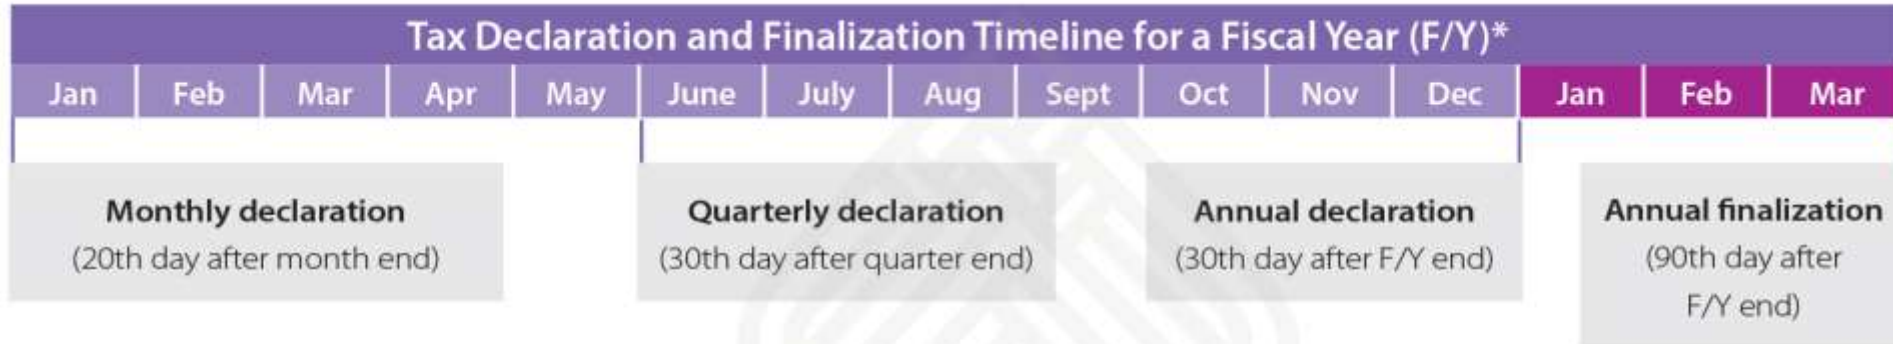 Tax Declaration and Finalization Timeline for a Fiscal Year (F/Y)*
Jan Feb Mar Apr May June July Aug Sept Oct Nov Dec Jan Feb Mar
Monthly declaration
(20th day after month end)
Quarterly declaration
(30th day after quarter end)
Annual declaration
(30th day after F/Y end)
Annual finalization
(90th day after
F/Y end)